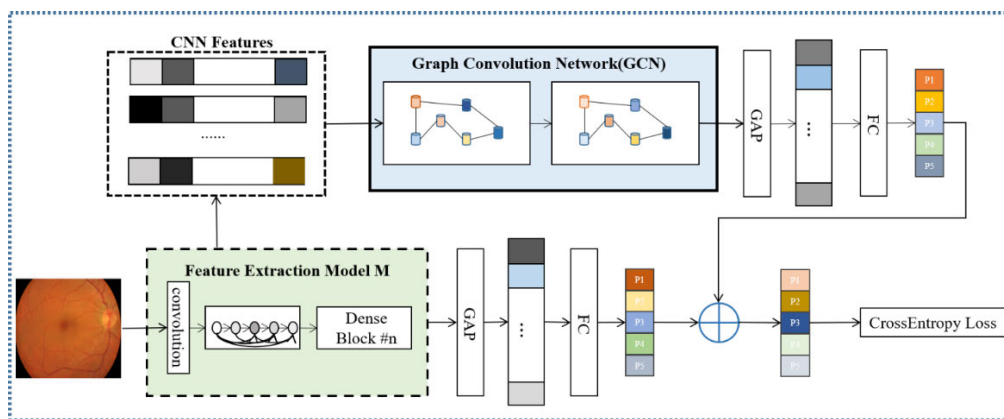 CNN Features
......
Graph Convolution Network(GCN)
GAP
...
FC
P1
P2
P3
P4
P5
Feature Extraction Model M
convolution
Dense
Block #n
GAP
...
FC
P1
P2
P3
P4
P5
P1
P2
P3
P4
P5
CrossEntropy Loss